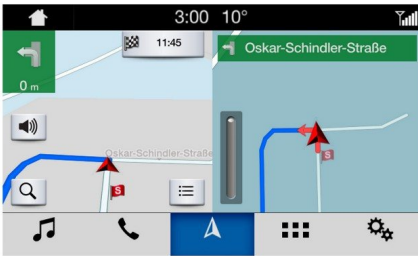 3:00 10°
11:45
Oskar-Schindler-Straße
0 m
Oskar-Schindler-Straße
S
S